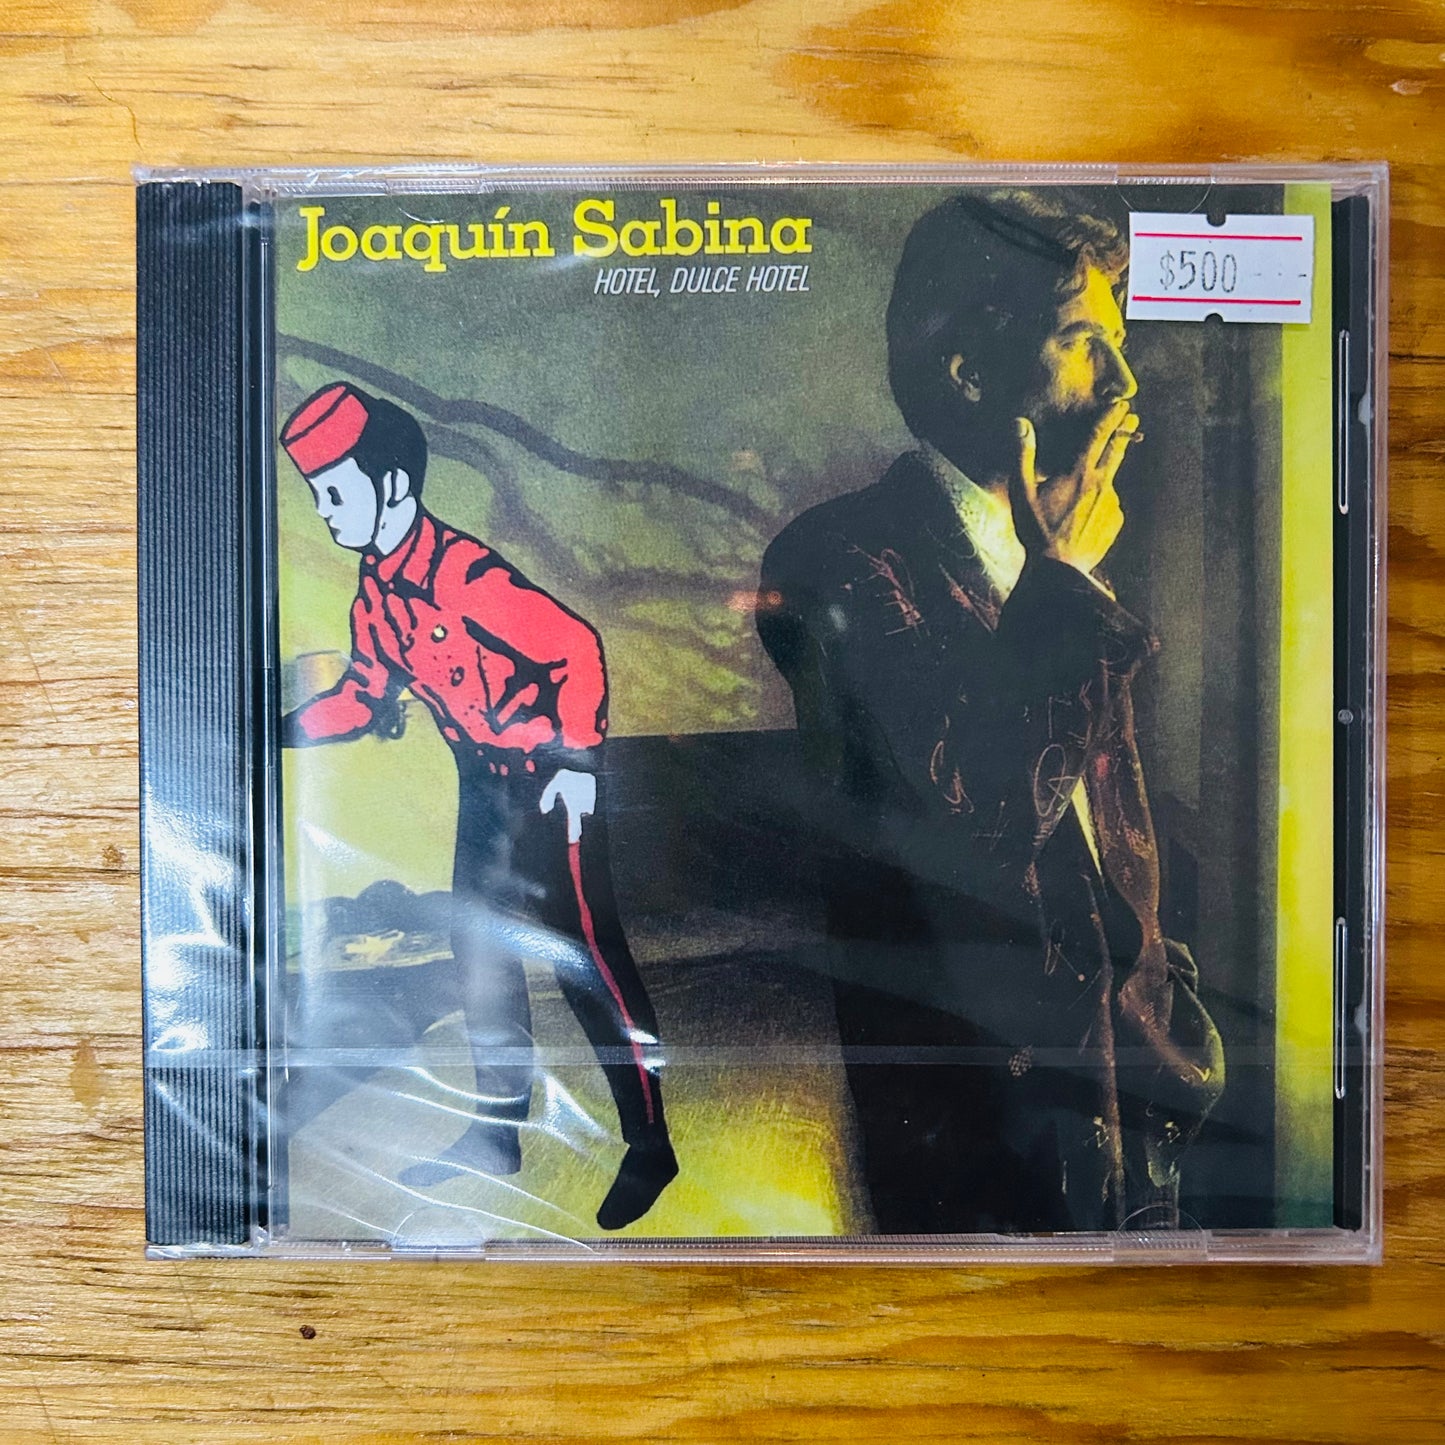 Joaquín Sabina
HOTEL, DULCE HOTEL
$500